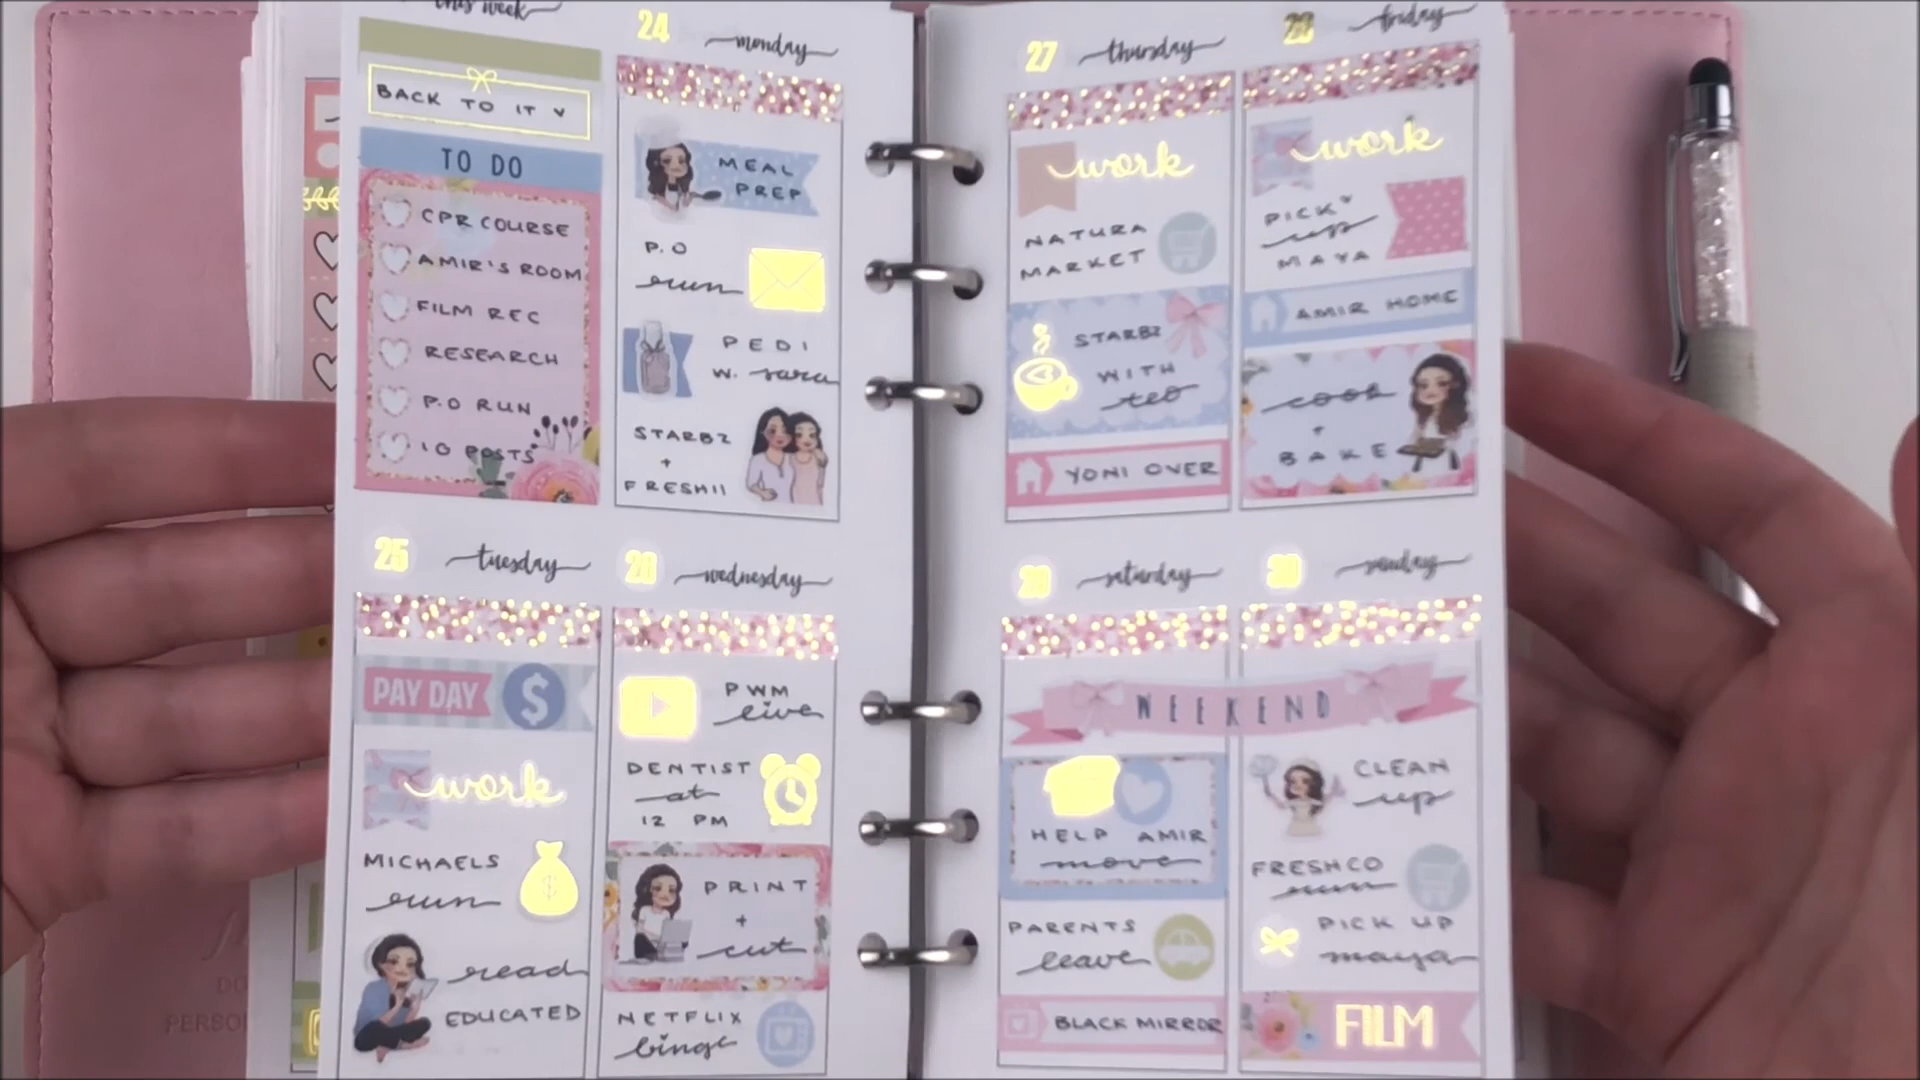 this week
BACK TO IT
TO DO
CPR COURSE
AMIR'S ROOM
FILM REC
RESEARCH
P.O RUN
10 POSTS
24 monday
MEAL
PREP
P.O
run
PEDI
W. sara
STARBZ
+
FRESHII
25 tuesday
PAY DAY $
work
MICHAELS
run
$
read
EDUCATED
wednesday
PWM
live
DENTIST
at
12 PM
PRINT
+
cut
NETFLIX
binge
27 thursday
work
NATURA
MARKET
STARBZ
WITH
teo
YONI OVER
friday
work
PICK
up
MAYA
AMIR HOME
cook
+
BAKE
saturday
30 sunday
WEEKEND
HELP AMIR
move
PARENTS
leave
BLACK MIRROR
CLEAN
up
FRESHCO
run
PICK UP
maya
FILM
DO
PERSO